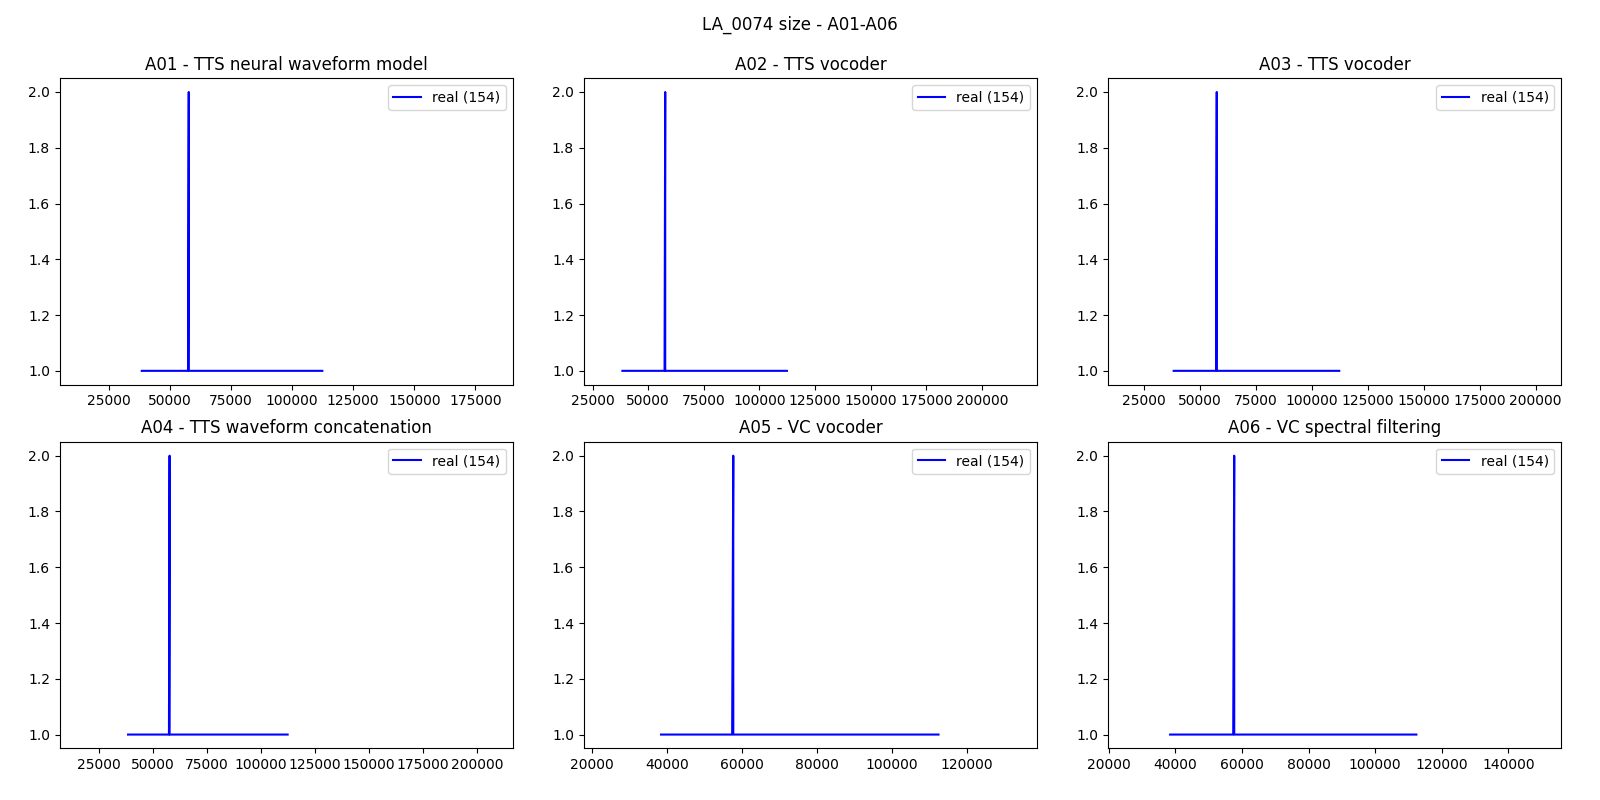 LA_0074 size - A01-A06
A01 - TTS neural waveform model
real (154)
2.0
1.8
1.6
1.4
1.2
1.0
25000 50000 75000 100000 125000 150000 175000
A02 - TTS vocoder
real (154)
2.0
1.8
1.6
1.4
1.2
1.0
25000 50000 75000 100000 125000 150000 175000 200000
A03 - TTS vocoder
real (154)
2.0
1.8
1.6
1.4
1.2
1.0
25000 50000 75000 100000 125000 150000 175000 200000
A04 - TTS waveform concatenation
real (154)
2.0
1.8
1.6
1.4
1.2
1.0
25000 50000 75000 100000 125000 150000 175000 200000
A05 - VC vocoder
real (154)
2.0
1.8
1.6
1.4
1.2
1.0
20000 40000 60000 80000 100000 120000
A06 - VC spectral filtering
real (154)
2.0
1.8
1.6
1.4
1.2
1.0
20000 40000 60000 80000 100000 120000 140000